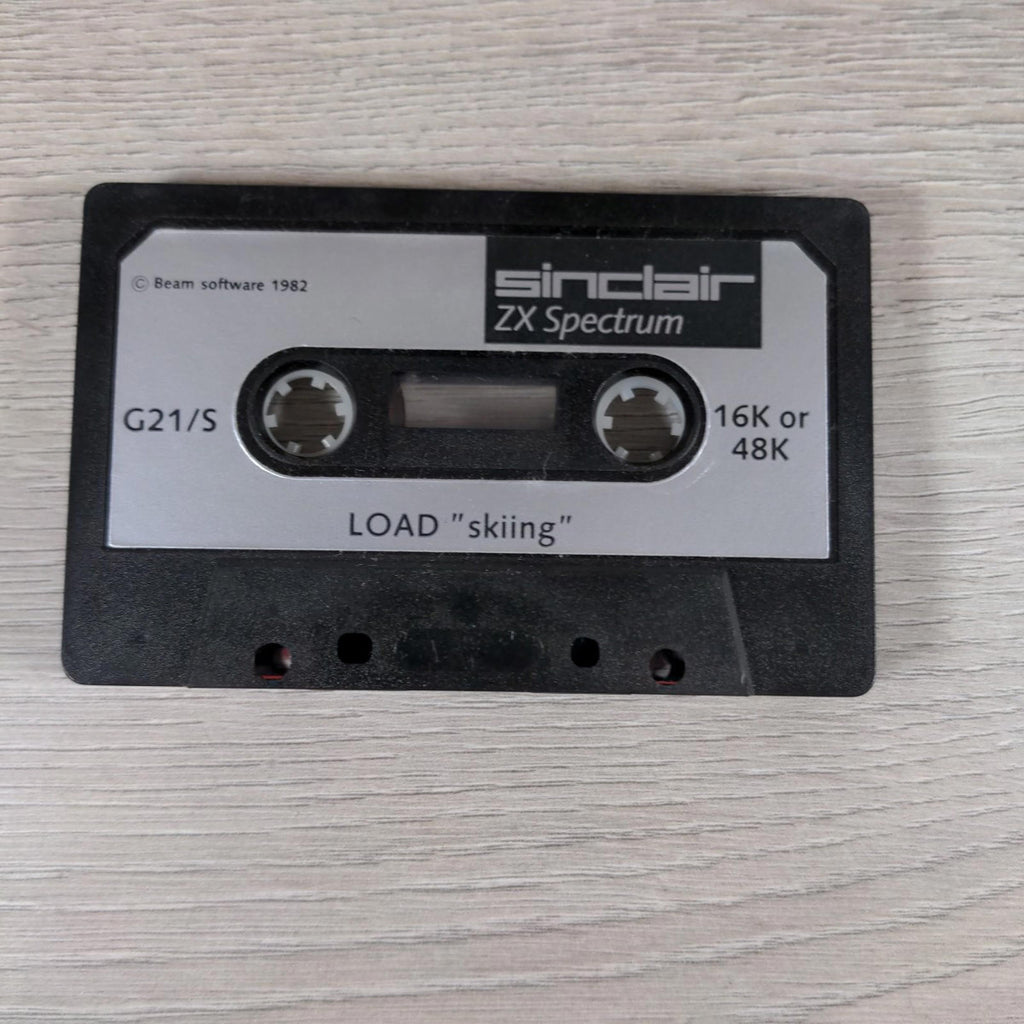 © Beam software 1982
sinclair
ZX Spectrum
G21/S
16K or
48K
LOAD "skiing"